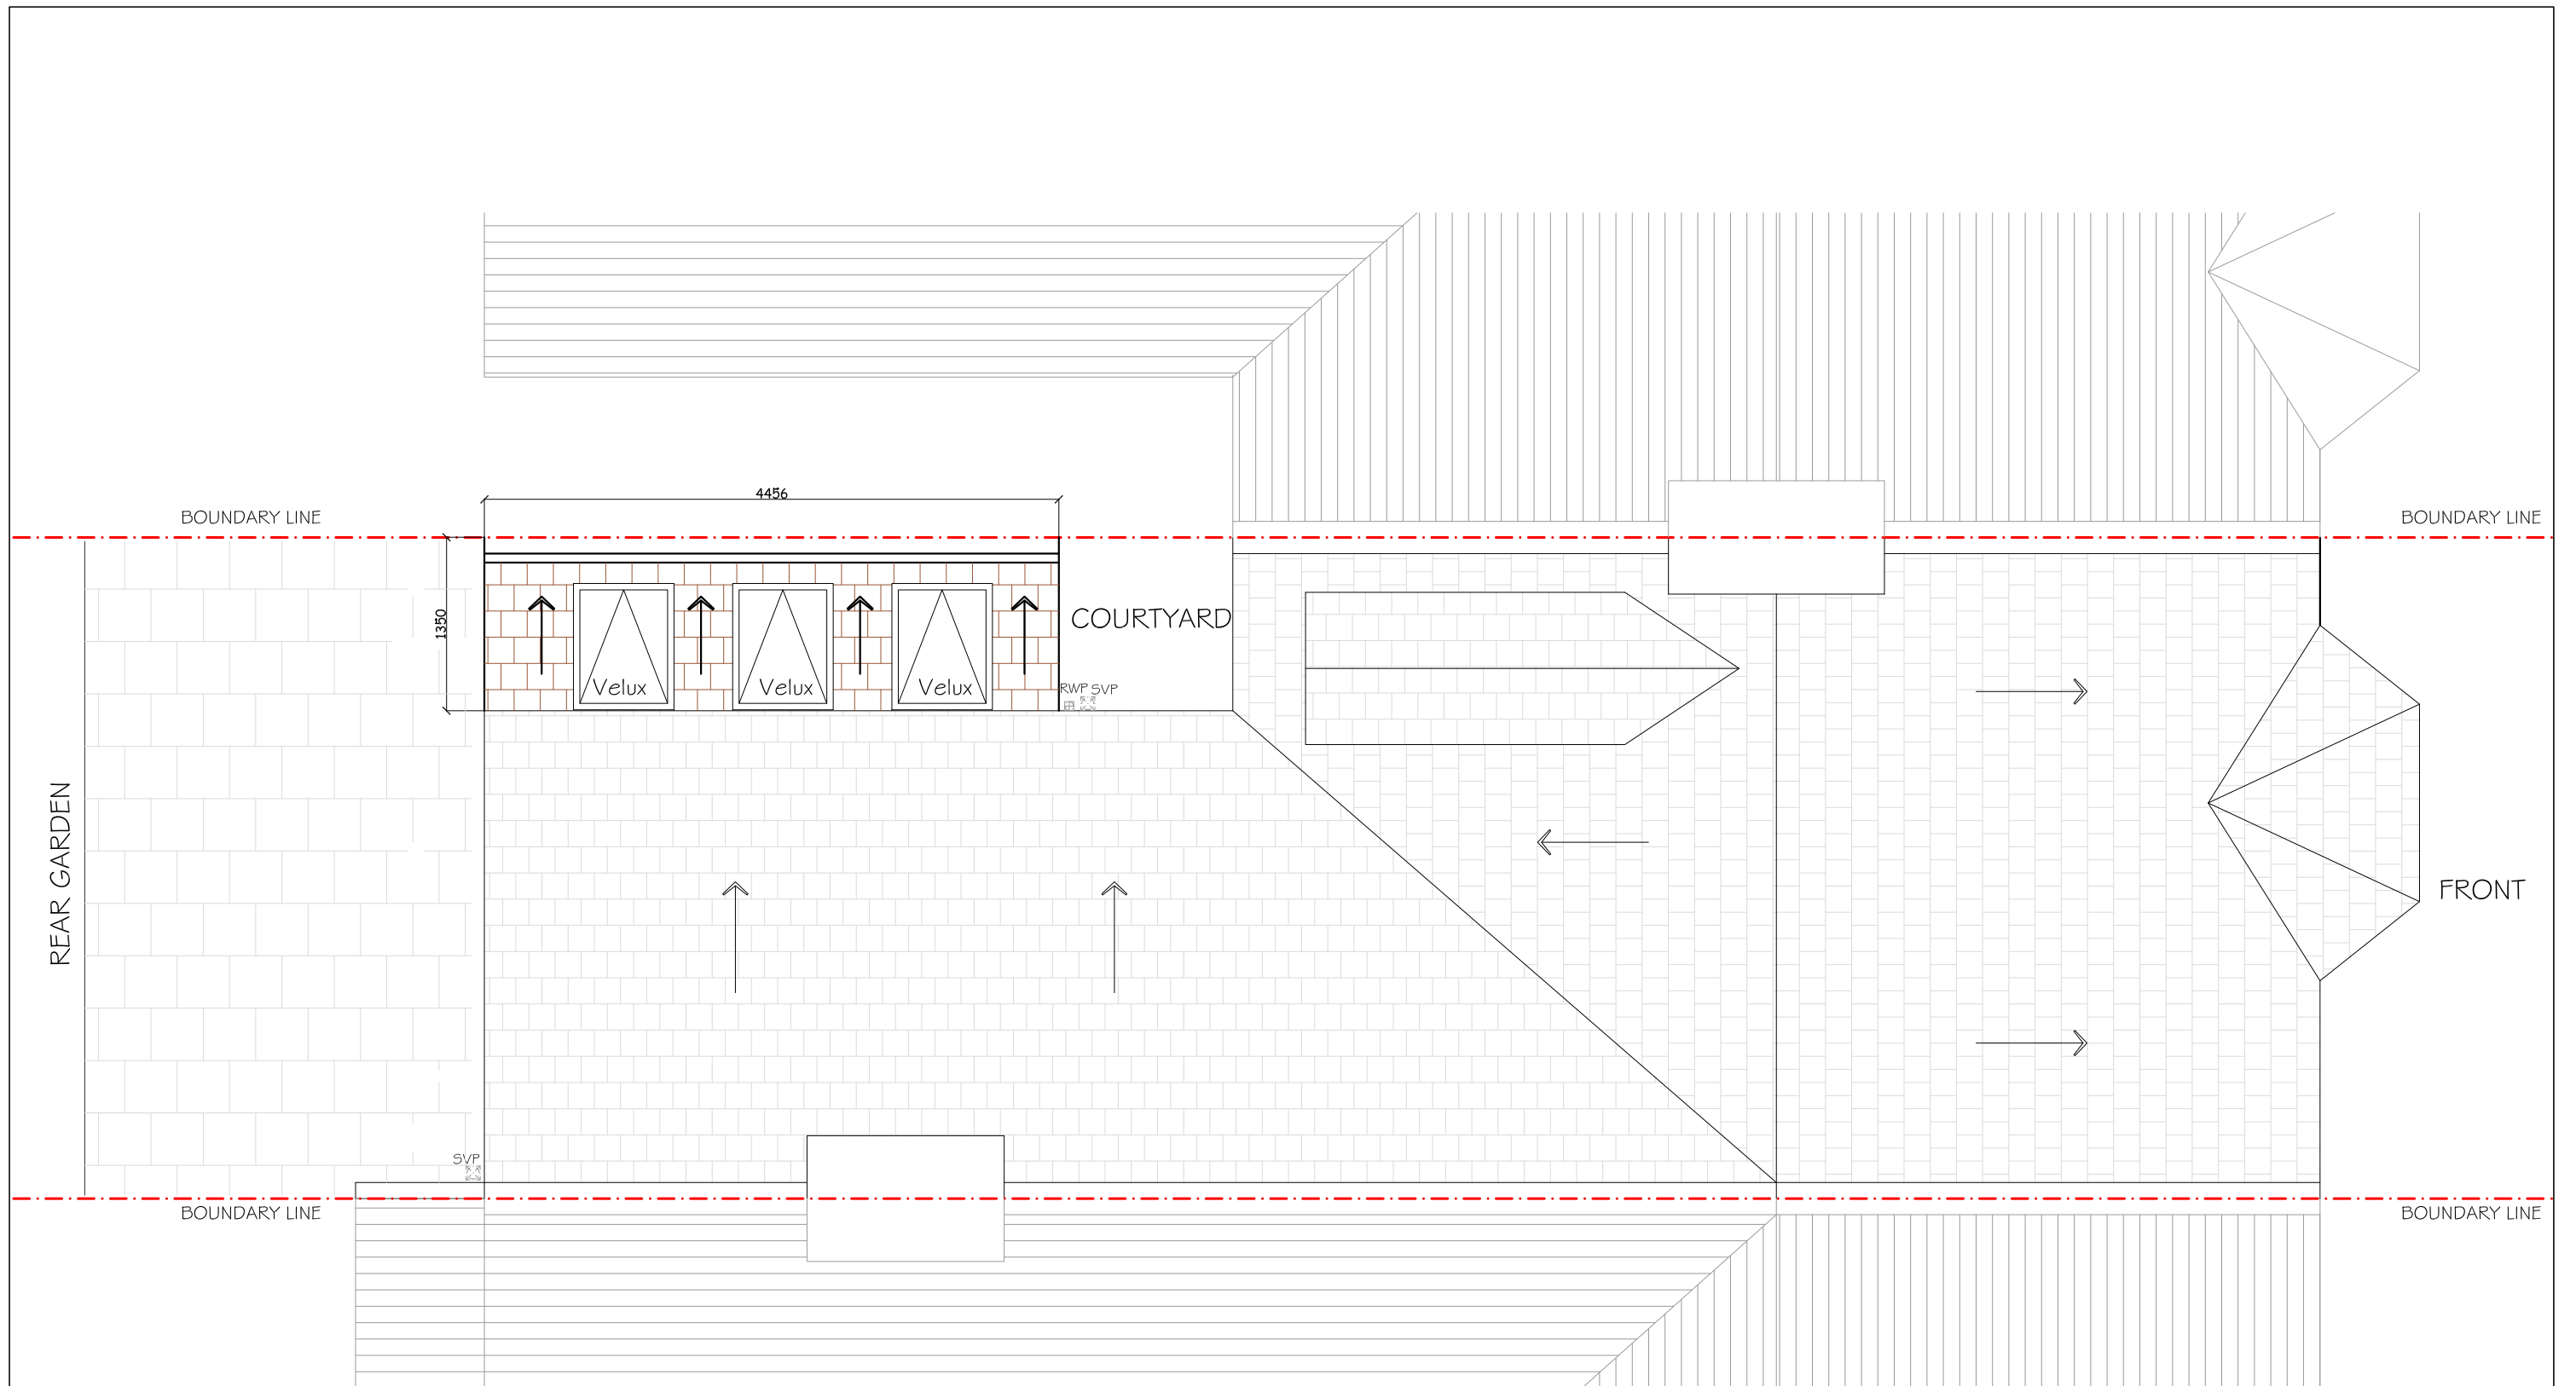 4456
BOUNDARY LINE
BOUNDARY LINE
1350
COURTYARD
Velux
Velux
Velux
RWP SVP
REAR GARDEN
FRONT
SVP
BOUNDARY LINE
BOUNDARY LINE